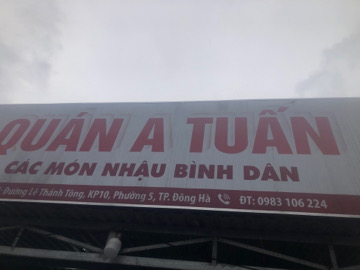 QUÁN A TUẤN
CÁC MÓN NHẬU BÌNH DÂN
Đường Lê Thánh Tông, KP10, Phường 5, TP. Đông Hà ĐT: 0983 106 224